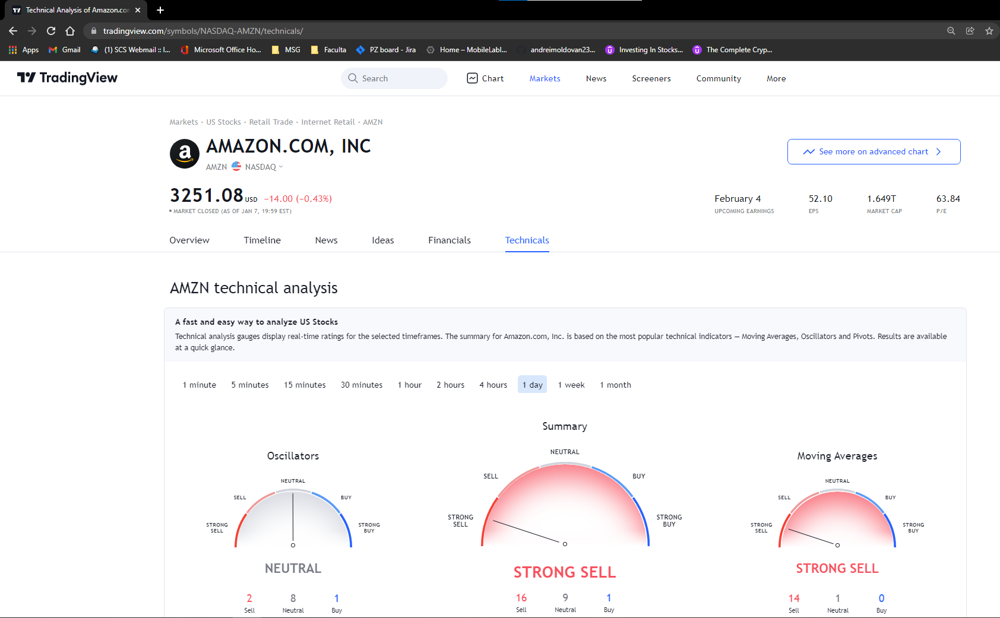 Technical Analysis of Amazon.co
tradingview.com/symbols/NASDAQ-AMZN/technicals/
Apps Gmail (1) SCS Webmail :: I... Microsoft Office Ho... MSG Faculta PZ board - Jira Home – MobileLabl... andreimoldovan23... Investing In Stocks... The Complete Cryp...
TradingView Search Chart Markets News Screeners Community More
Markets · US Stocks · Retail Trade · Internet Retail · AMZN
AMAZON.COM, INC
See more on advanced chart
AMZN NASDAQ
3251.08 USD −14.00 (−0.43%)
MARKET CLOSED (AS OF JAN 7, 19:59 EST)
February 4 52.10 1.649T 63.84
UPCOMING EARNINGS EPS MARKET CAP P/E
Overview Timeline News Ideas Financials Technicals
AMZN technical analysis
A fast and easy way to analyze US Stocks
Technical analysis gauges display real-time ratings for the selected timeframes. The summary for Amazon.com, Inc. is based on the most popular technical indicators — Moving Averages, Oscillators and Pivots. Results are available
at a quick glance.
1 minute 5 minutes 15 minutes 30 minutes 1 hour 2 hours 4 hours 1 day 1 week 1 month
Oscillators
NEUTRAL
SELL BUY
STRONG SELL STRONG BUY
NEUTRAL
2 8 1
Sell Neutral Buy
Summary
NEUTRAL
SELL BUY
STRONG SELL STRONG BUY
STRONG SELL
16 9 1
Sell Neutral Buy
Moving Averages
NEUTRAL
SELL BUY
STRONG SELL STRONG BUY
STRONG SELL
14 1 0
Sell Neutral Buy